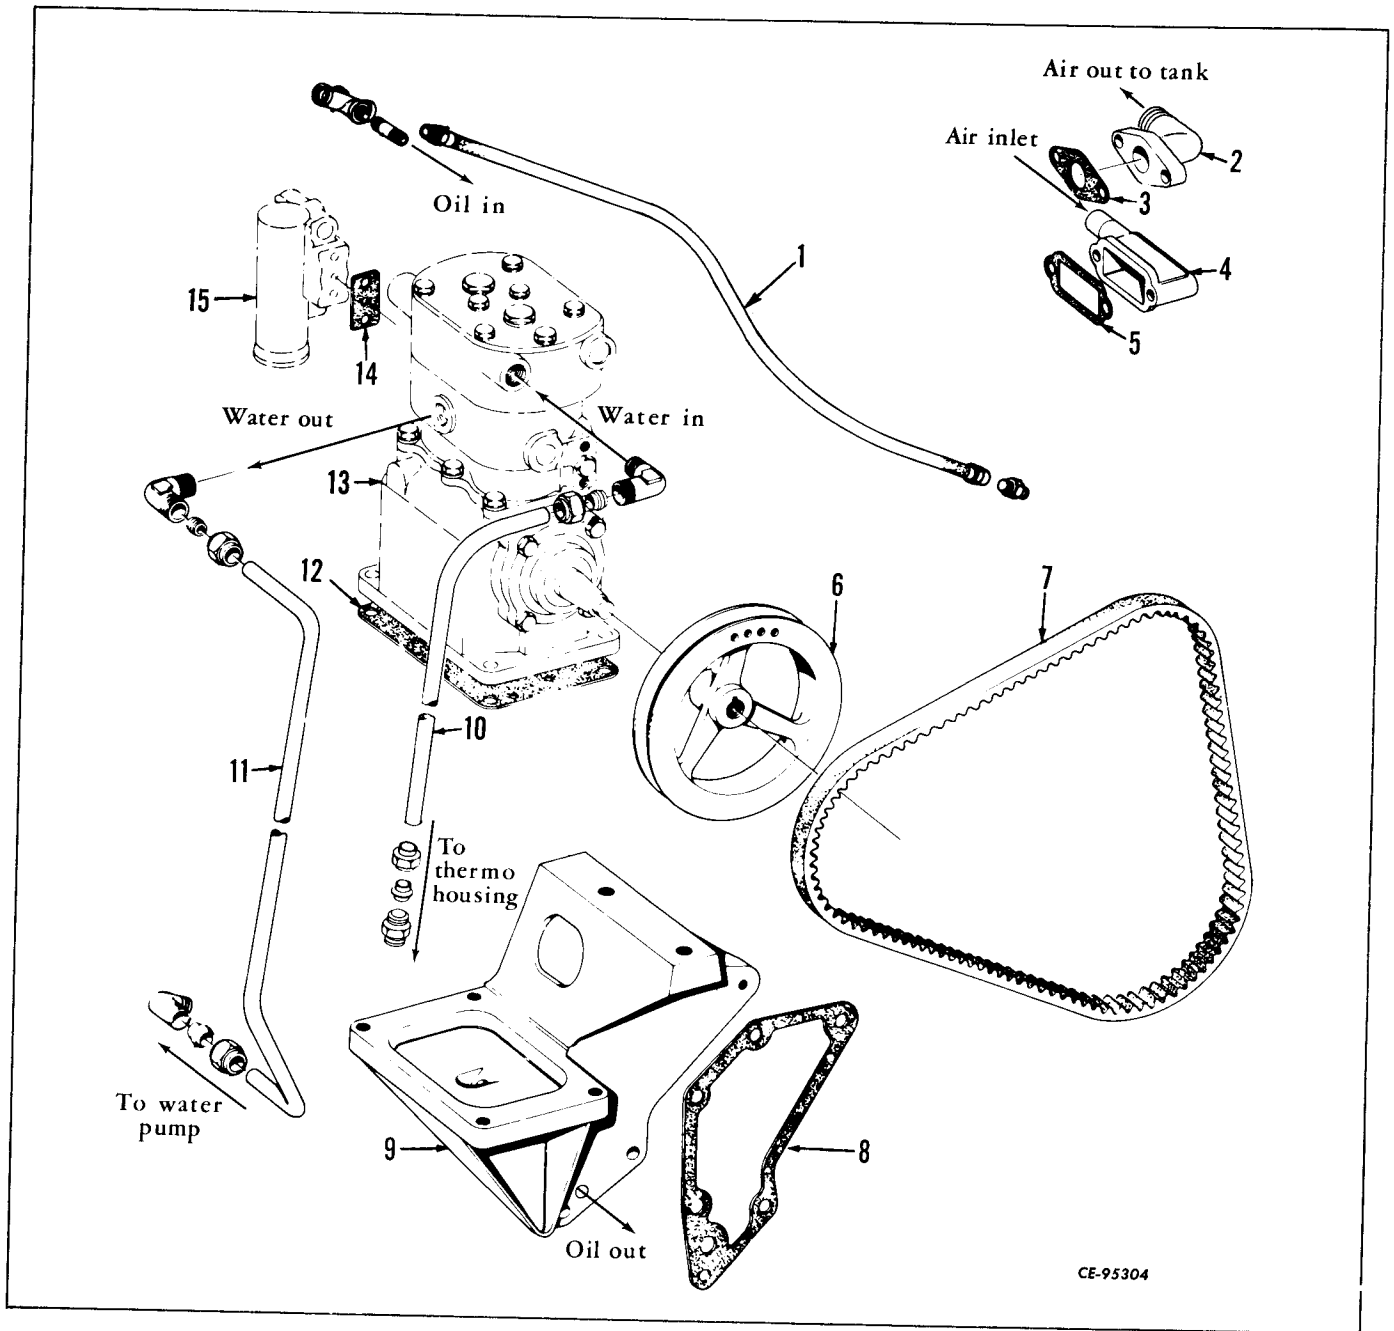 Air out to tank
Air inlet
2
3
Oil in
1
4
15
5
14
Water out
Water in
13
12
6
7
10
11
To
thermo
housing
To water
pump
9
8
Oil out
CE-95304